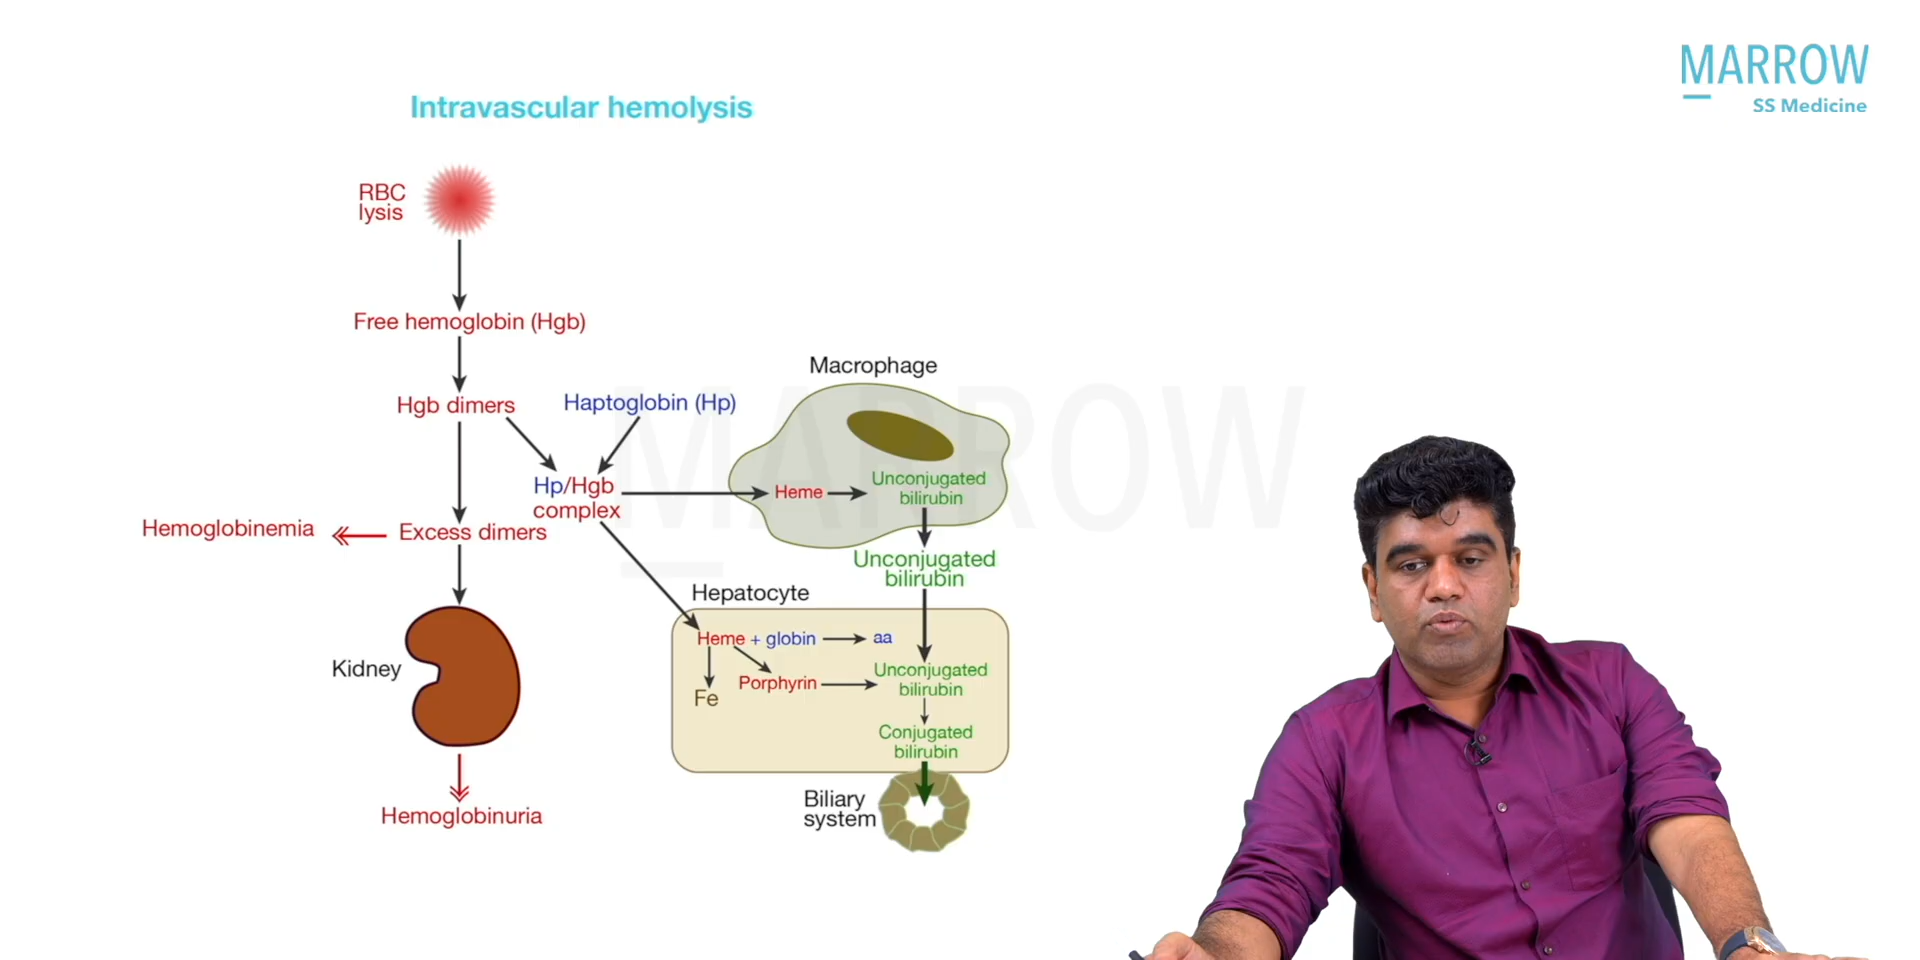 MARROW
SS Medicine
Intravascular hemolysis
RBC
lysis
Free hemoglobin (Hgb)
Hgb dimers
Haptoglobin (Hp)
Hp/Hgb
complex
Hemoglobinemia
Excess dimers
Kidney
Hemoglobinuria
Macrophage
Heme
Unconjugated
bilirubin
Unconjugated
bilirubin
Hepatocyte
Heme + globin
aa
Fe
Porphyrin
Unconjugated
bilirubin
Conjugated
bilirubin
Biliary
system
MARROW